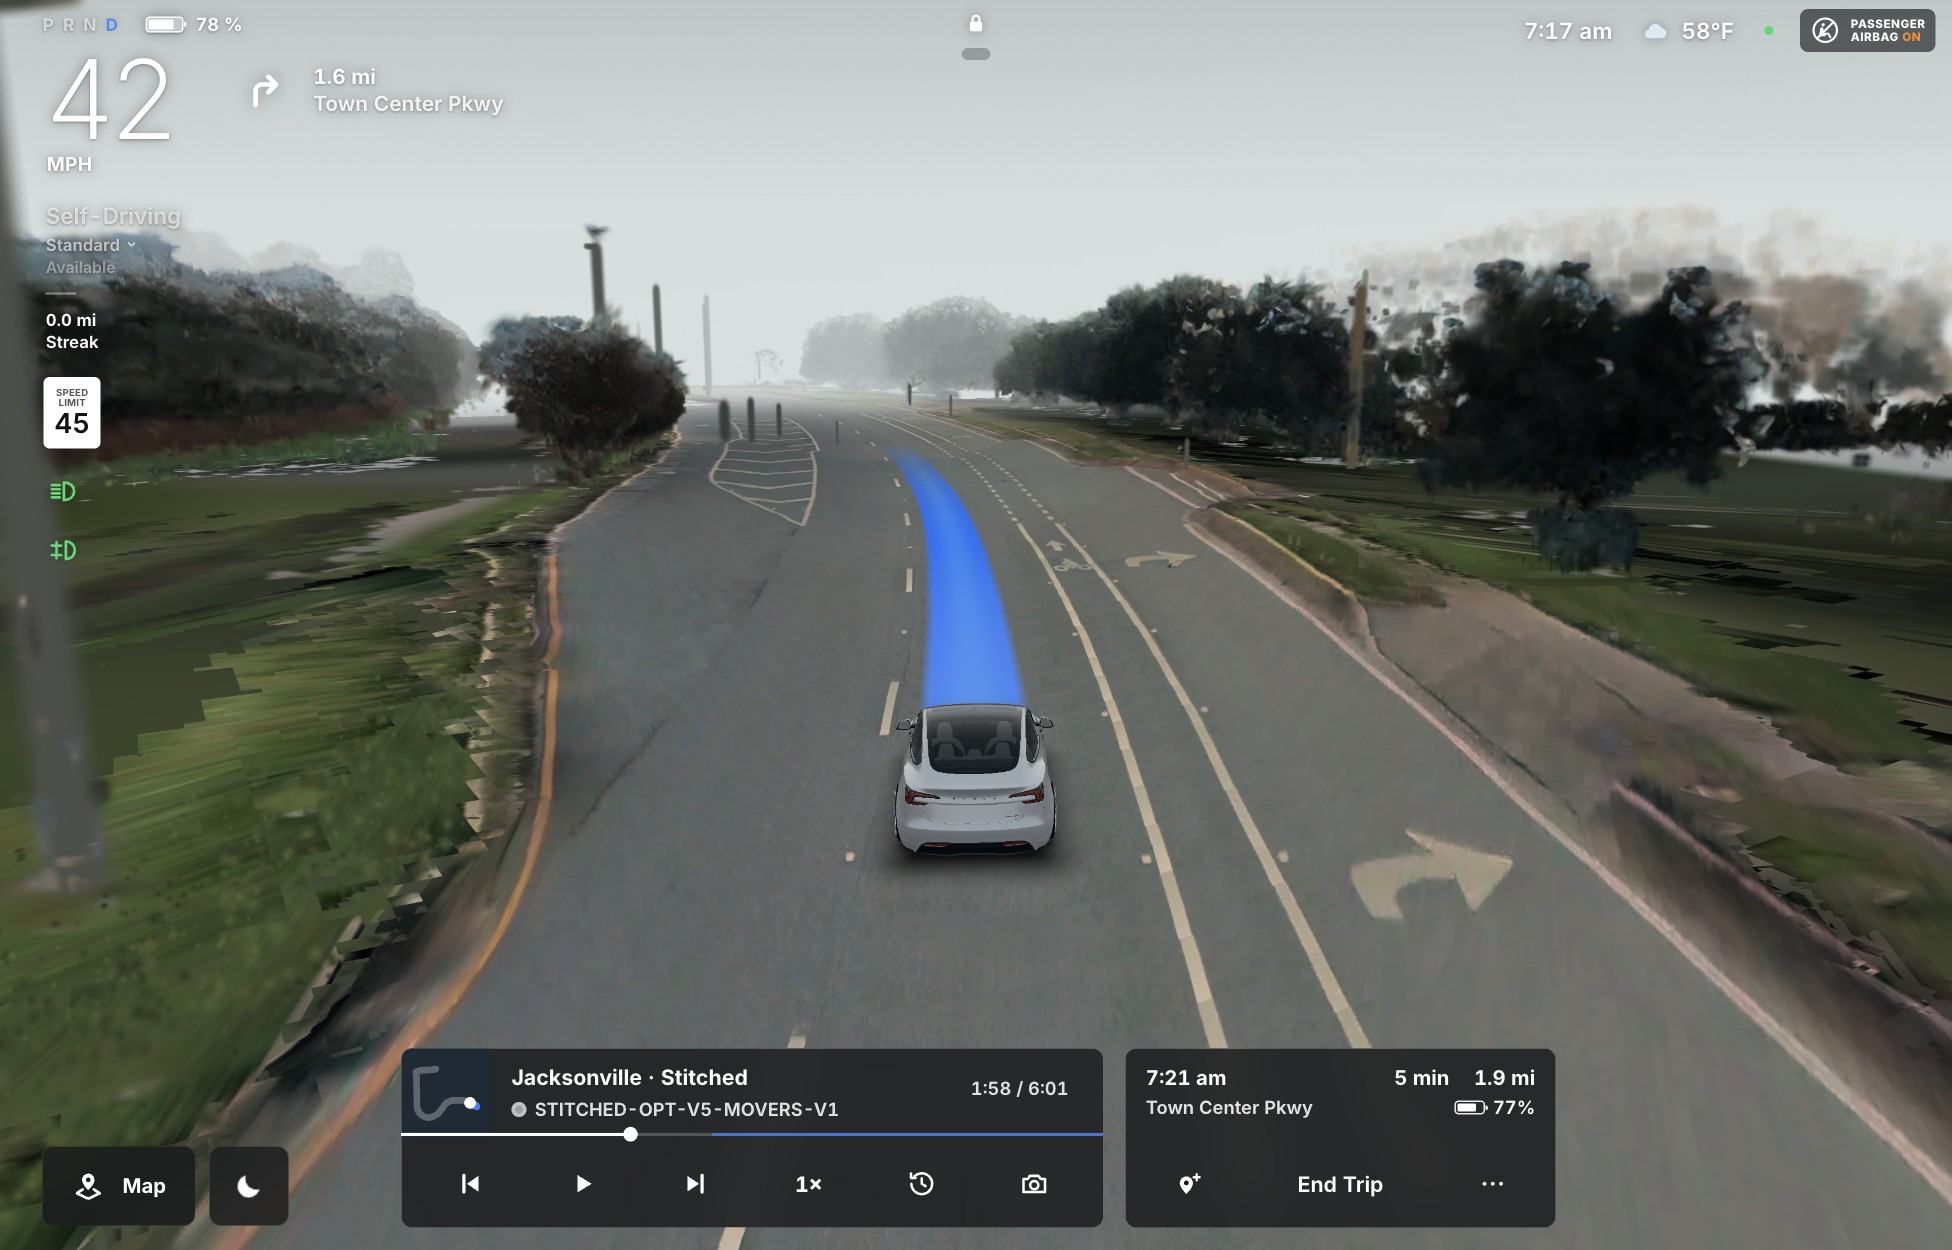 P R N D
78 %
7:17 am
58°F
PASSENGER
AIRBAG ON
42
MPH
1.6 mi
Town Center Pkwy
Self-Driving
Standard
Available
0.0 mi
Streak
SPEED
LIMIT
45
Jacksonville · Stitched
STITCHED-OPT-V5-MOVERS-V1
1:58 / 6:01
1×
7:21 am
5 min
1.9 mi
Town Center Pkwy
77%
End Trip
Map